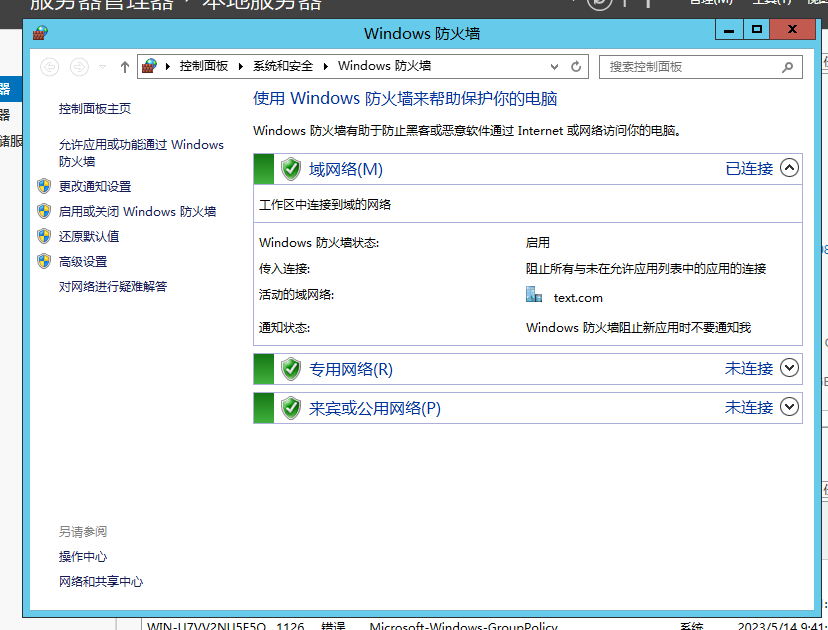 服务器管理器 · 本地服务器
管理(M) 工具(T)
Windows 防火墙
控制面板 系统和安全 Windows 防火墙
搜索控制面板
器
器
储服
控制面板主页
允许应用或功能通过 Windows
防火墙
更改通知设置
启用或关闭 Windows 防火墙
还原默认值
高级设置
对网络进行疑难解答
另请参阅
操作中心
网络和共享中心
使用 Windows 防火墙来帮助保护你的电脑
Windows 防火墙有助于防止黑客或恶意软件通过 Internet 或网络访问你的电脑。
域网络(M) 已连接
工作区中连接到域的网络
Windows 防火墙状态: 启用
传入连接: 阻止所有与未在允许应用列表中的应用的连接
活动的域网络: text.com
通知状态: Windows 防火墙阻止新应用时不要通知我
专用网络(R) 未连接
来宾或公用网络(P) 未连接
WIN-U7VV2NU5F5O 1126 错误 Microsoft-Windows-GroupPolicy 系统 2023/5/14 9:41: